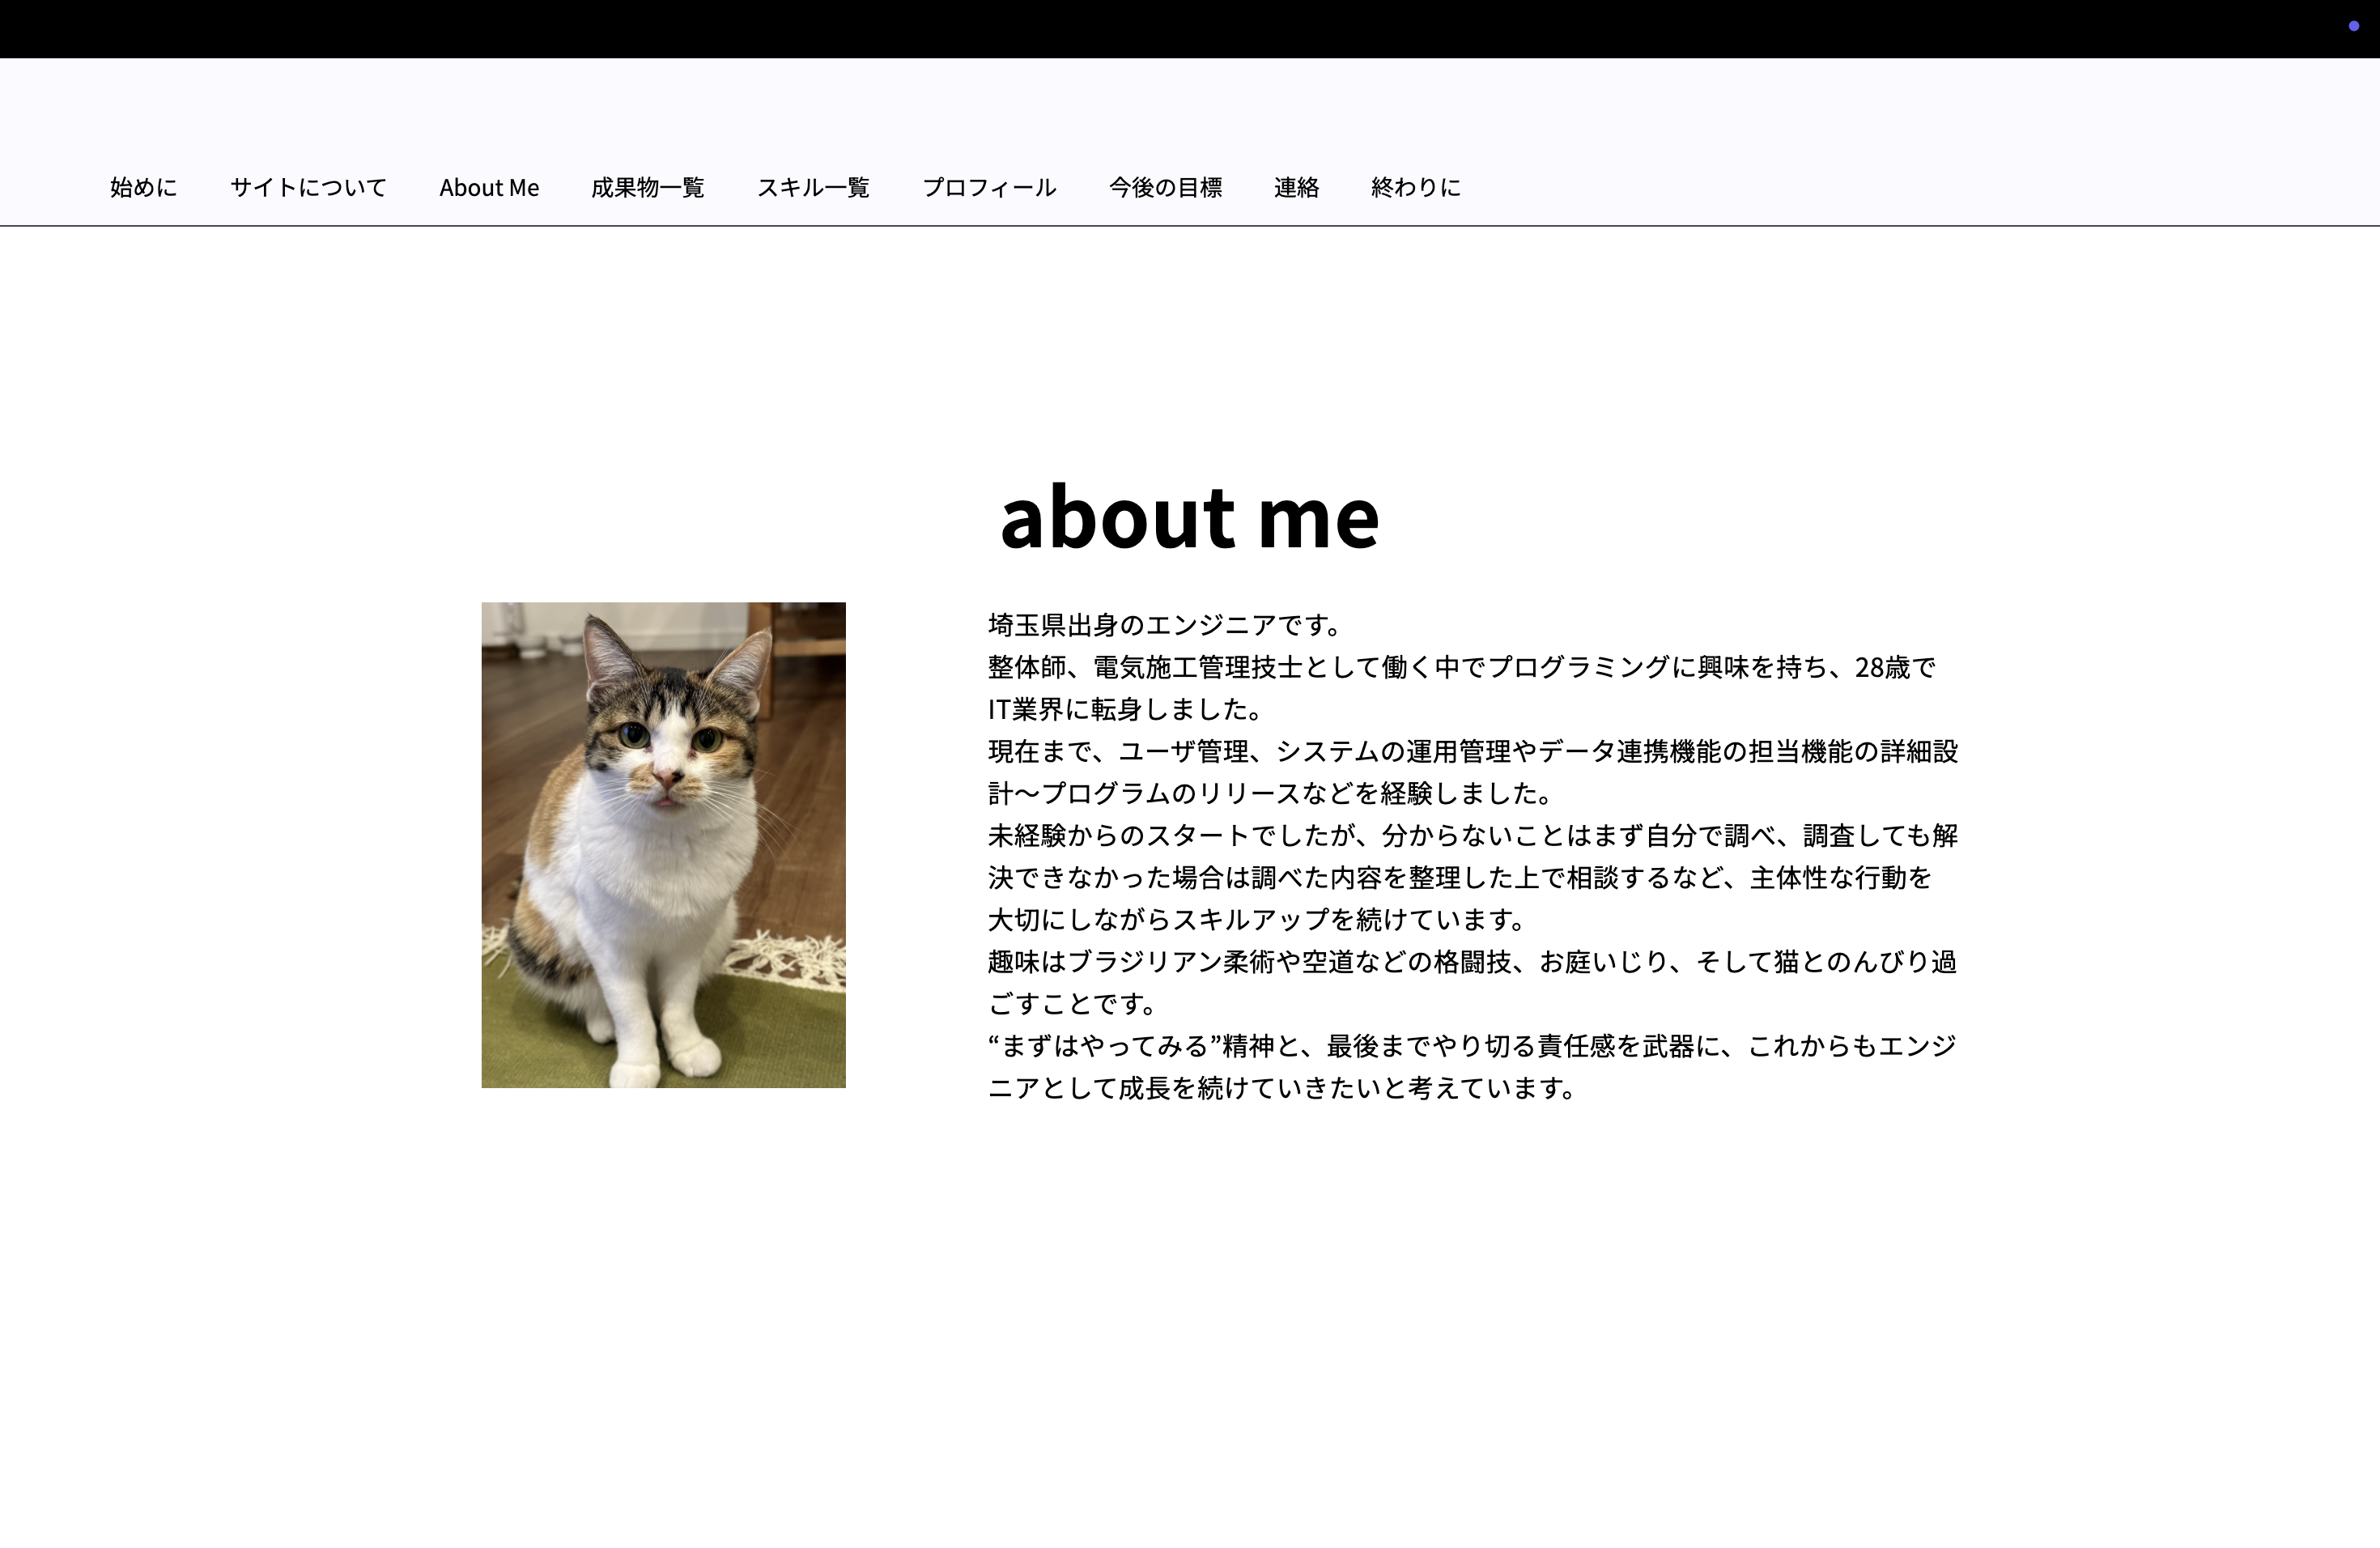 始めに サイトについて About Me 成果物一覧 スキル一覧 プロフィール 今後の目標 連絡 終わりに
about me
埼玉県出身のエンジニアです。
整体師、電気施工管理技士として働く中でプログラミングに興味を持ち、28歳で
IT業界に転身しました。
現在まで、ユーザ管理、システムの運用管理やデータ連携機能の担当機能の詳細設
計〜プログラムのリリースなどを経験しました。
未経験からのスタートでしたが、分からないことはまず自分で調べ、調査しても解
決できなかった場合は調べた内容を整理した上で相談するなど、主体性な行動を
大切にしながらスキルアップを続けています。
趣味はブラジリアン柔術や空道などの格闘技、お庭いじり、そして猫とのんびり過
ごすことです。
“まずはやってみる”精神と、最後までやり切る責任感を武器に、これからもエンジ
ニアとして成長を続けていきたいと考えています。